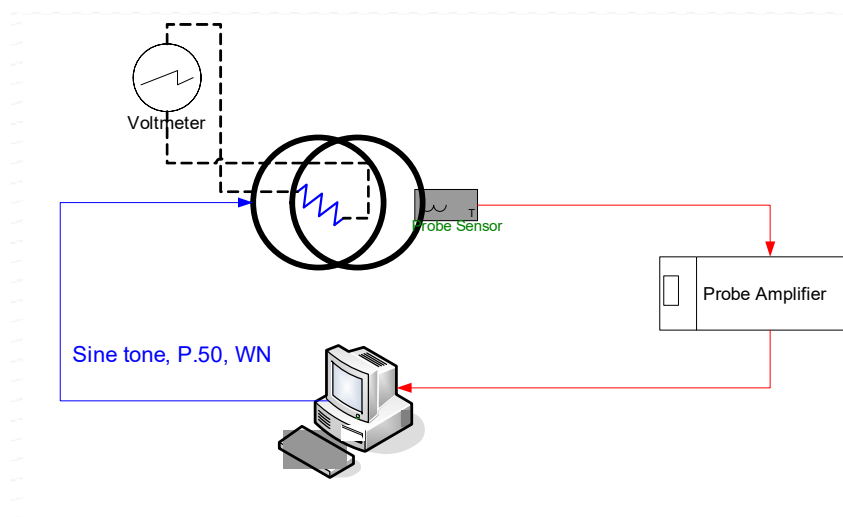 Voltmeter
T
Probe Sensor
Probe Amplifier
Sine tone, P.50, WN